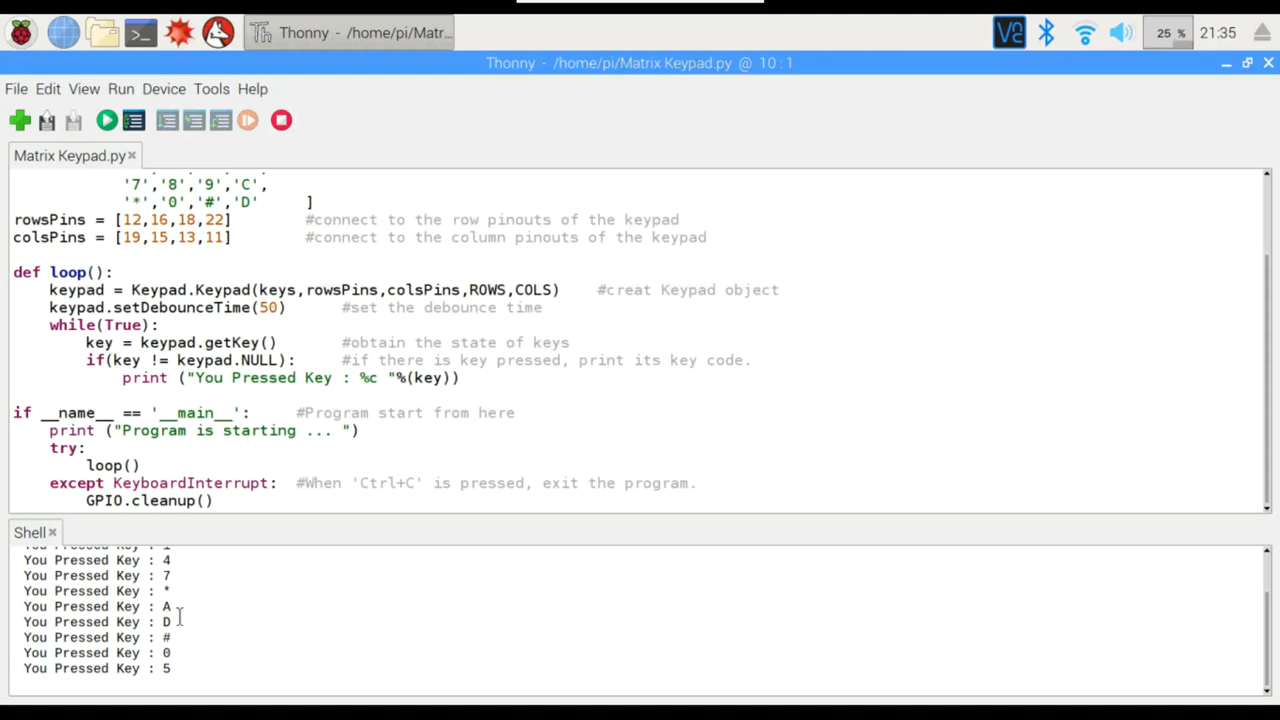 Thonny - /home/pi/Matr...
25 %
21:35
Thonny - /home/pi/Matrix Keypad.py @ 10:1
File Edit View Run Device Tools Help
Matrix Keypad.py
'7','8','9','C',
'*','0','#','D' ]
rowsPins = [12,16,18,22] #connect to the row pinouts of the keypad
colsPins = [19,15,13,11] #connect to the column pinouts of the keypad
def loop():
keypad = Keypad.Keypad(keys,rowsPins,colsPins,ROWS,COLS) #creat Keypad object
keypad.setDebounceTime(50) #set the debounce time
while(True):
key = keypad.getKey() #obtain the state of keys
if(key != keypad.NULL): #if there is key pressed, print its key code.
print ("You Pressed Key : %c "%(key))
if __name__ == '__main__': #Program start from here
print ("Program is starting ... ")
try:
loop()
except KeyboardInterrupt: #When 'Ctrl+C' is pressed, exit the program.
GPIO.cleanup()
Shell
You Pressed Key : 1
You Pressed Key : 4
You Pressed Key : 7
You Pressed Key : *
You Pressed Key : A
You Pressed Key : D
You Pressed Key : #
You Pressed Key : 0
You Pressed Key : 5